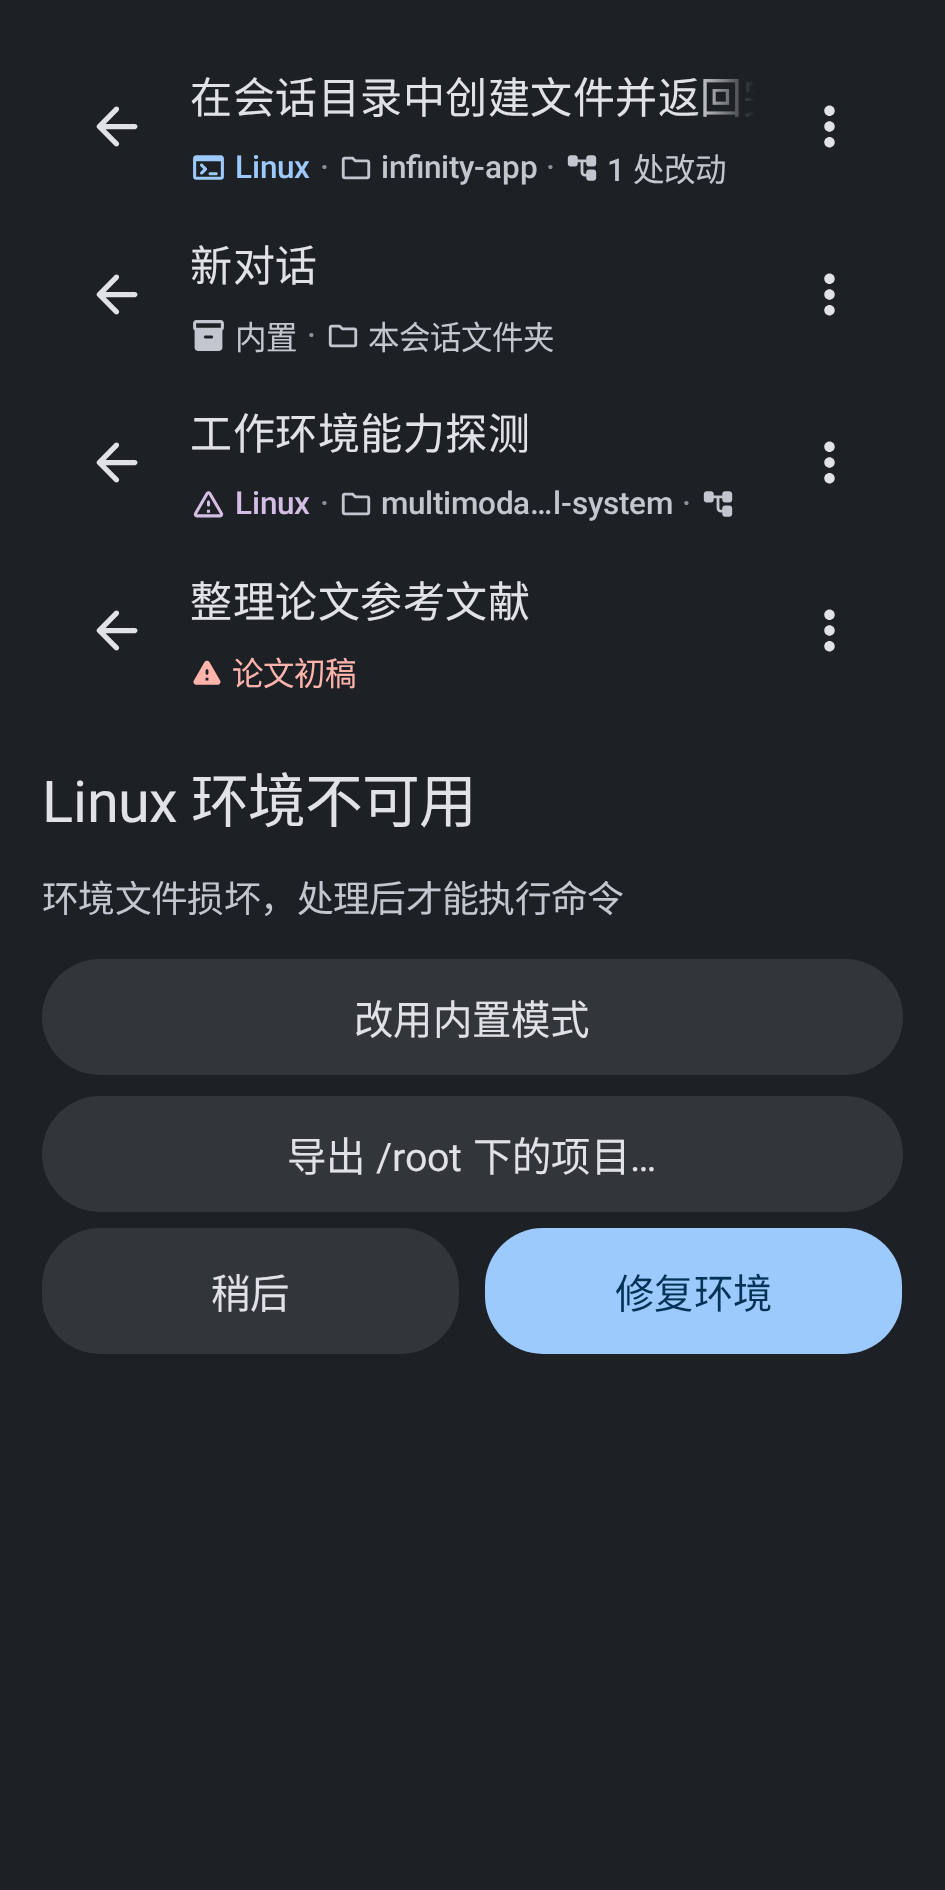 在会话目录中创建文件并返回
Linux · infinity-app · 1 处改动
新对话
内置 · 本会话文件夹
工作环境能力探测
Linux · multimoda...l-system ·
整理论文参考文献
论文初稿
Linux 环境不可用
环境文件损坏，处理后才能执行命令
改用内置模式
导出 /root 下的项目...
稍后
修复环境